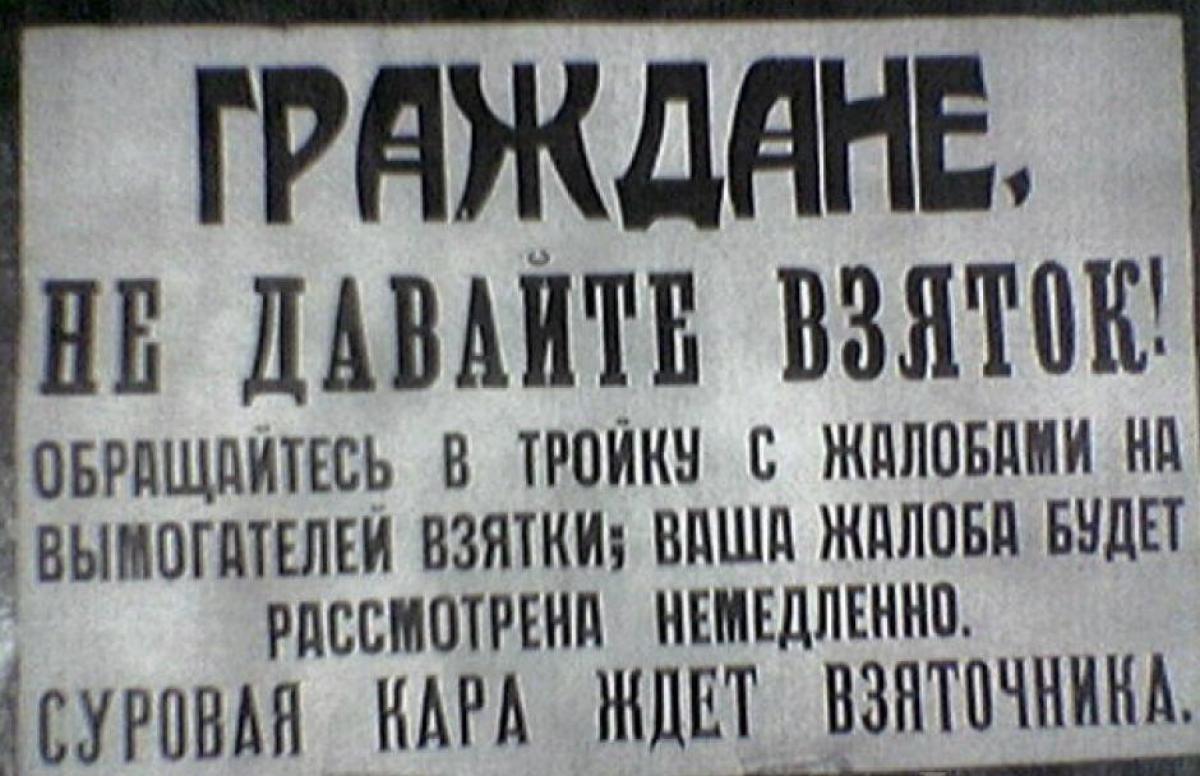 ГРАЖДАНЕ,
НЕ ДАВАЙТЕ ВЗЯТОК!
ОБРАЩАЙТЕСЬ В ТРОЙКУ С ЖАЛОБАМИ НА
ВЫМОГАТЕЛЕЙ ВЗЯТКИ; ВАША ЖАЛОБА БУДЕТ
РАССМОТРЕНА НЕМЕДЛЕННО.
СУРОВАЯ КАРА ЖДЕТ ВЗЯТОЧНИКА.